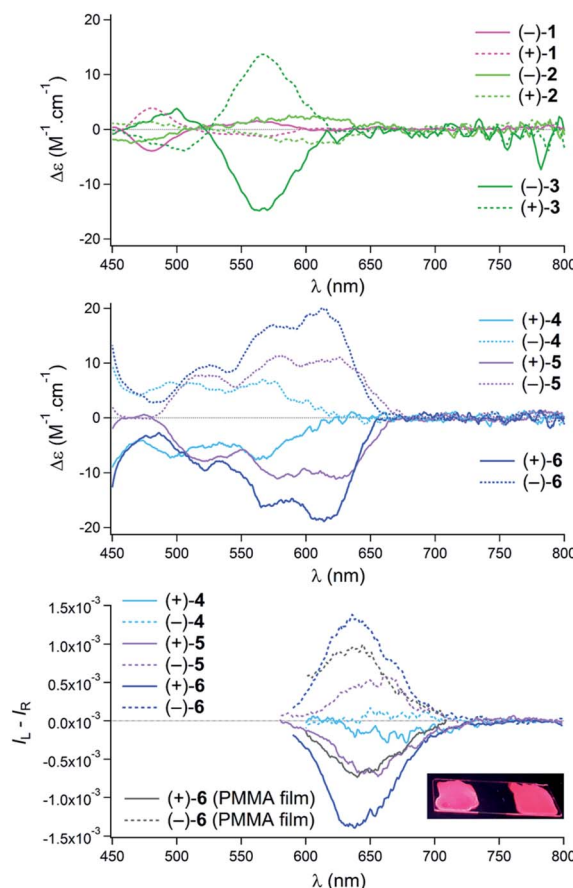 20
10
0
-10
-20
Δε (M⁻¹.cm⁻¹)
(–)-1
(+)-1
(–)-2
(+)-2
(–)-3
(+)-3
450 500 550 600 650 700 750 800
λ (nm)
20
10
0
-10
-20
Δε (M⁻¹.cm⁻¹)
(+)-4
(–)-4
(+)-5
(–)-5
(+)-6
(–)-6
450 500 550 600 650 700 750 800
λ (nm)
1.5x10⁻³
1.0x10⁻³
0.5x10⁻³
0.0x10⁻³
-0.5x10⁻³
-1.0x10⁻³
-1.5x10⁻³
I_L - I_R
(+)-4
(–)-4
(+)-5
(–)-5
(+)-6
(–)-6
(+)-6 (PMMA film)
(–)-6 (PMMA film)
450 500 550 600 650 700 750 800
λ (nm)